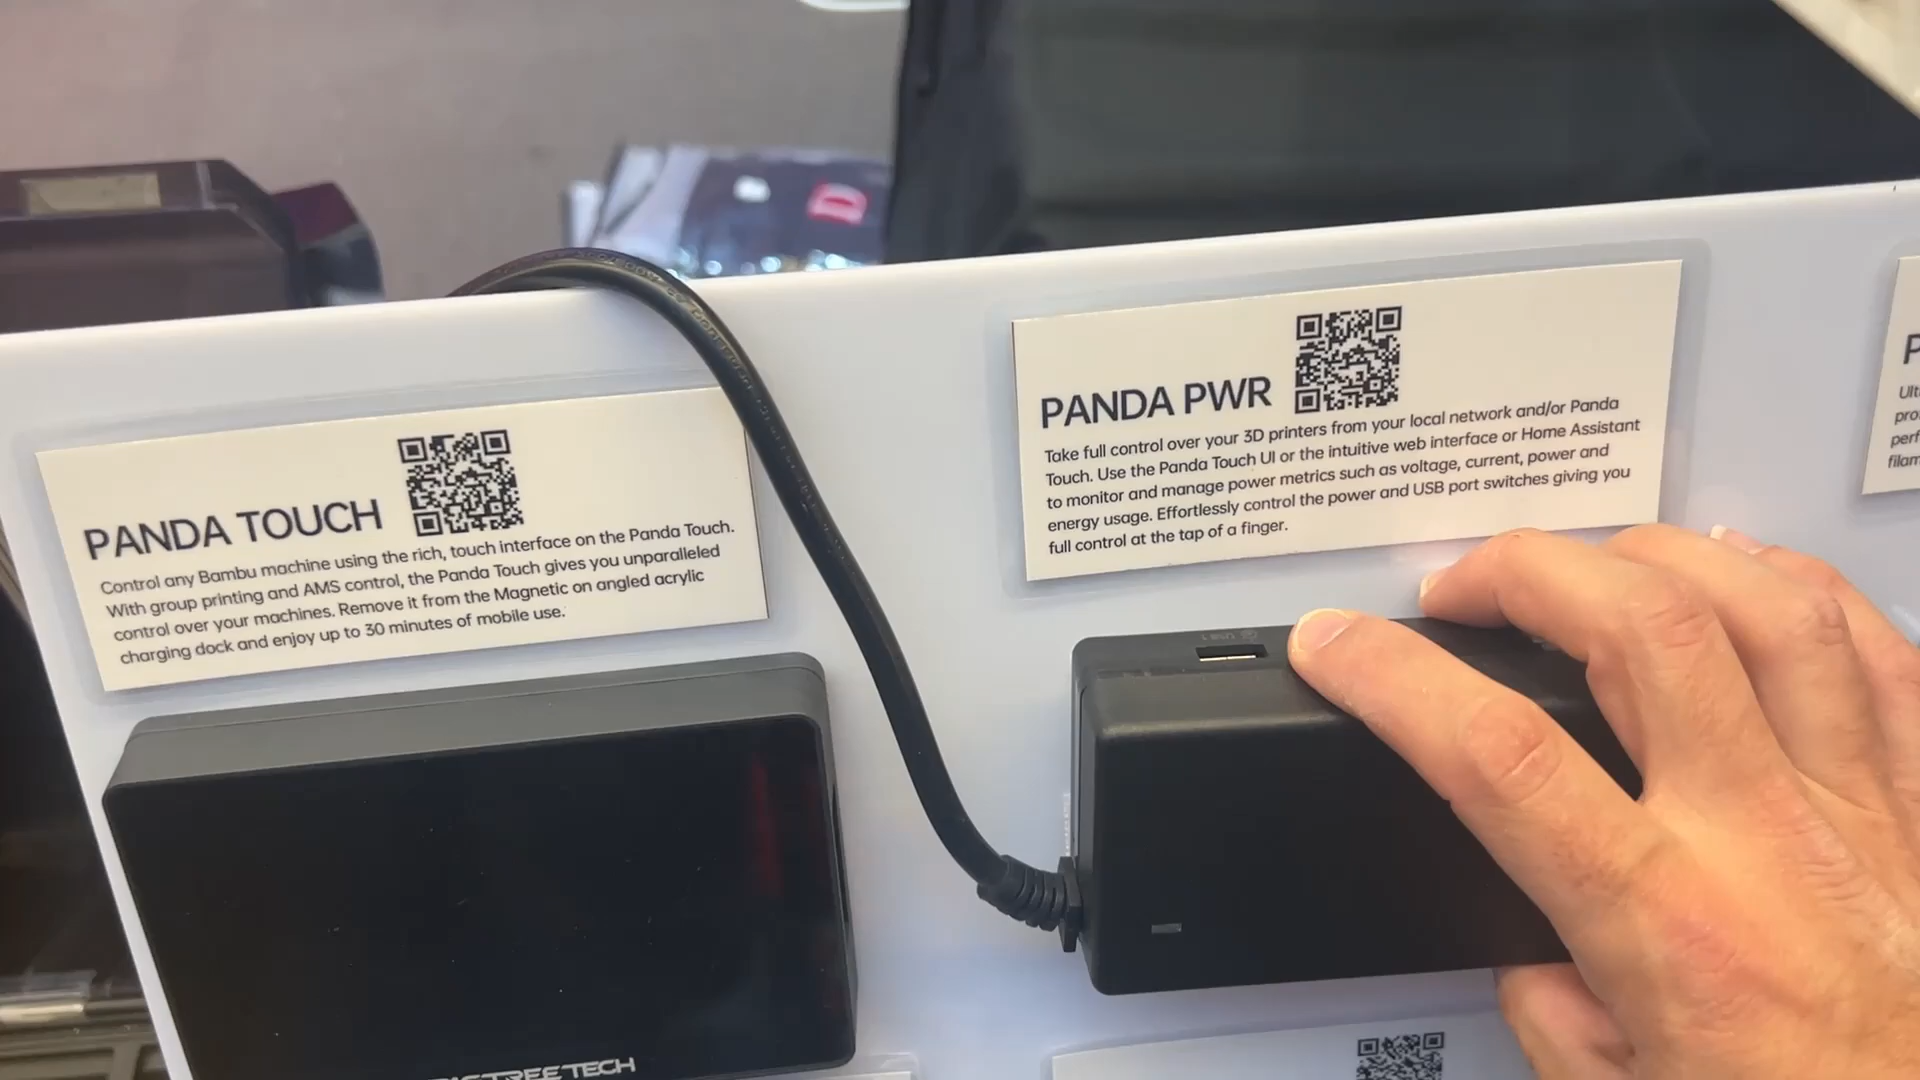 PANDA TOUCH
Control any Bambu machine using the rich, touch interface on the Panda Touch.
With group printing and AMS control, the Panda Touch gives you unparalleled
control over your machines. Remove it from the Magnetic on angled acrylic
charging dock and enjoy up to 30 minutes of mobile use.
PANDA PWR
Take full control over your 3D printers from your local network and/or Panda
Touch. Use the Panda Touch UI or the intuitive web interface or Home Assistant
to monitor and manage power metrics such as voltage, current, power and
energy usage. Effortlessly control the power and USB port switches giving you
full control at the tap of a finger.
USB 1